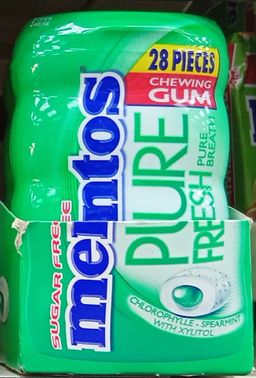 28 PIECES
CHEWING
GUM
SUGAR FREE
mentos
PURE
FRESH
PURE
BREATH
CHLOROPHYLLE - SPEARMINT
WITH XYLITOL